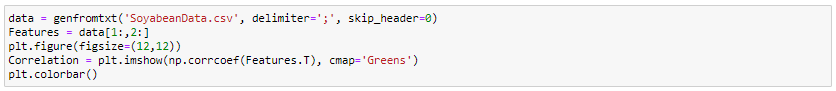 data = genfromtxt('SoyabeanData.csv', delimiter=';', skip_header=0)
Features = data[1:,2:]
plt.figure(figsize=(12,12))
Correlation = plt.imshow(np.corrcoef(Features.T), cmap='Greens')
plt.colorbar()